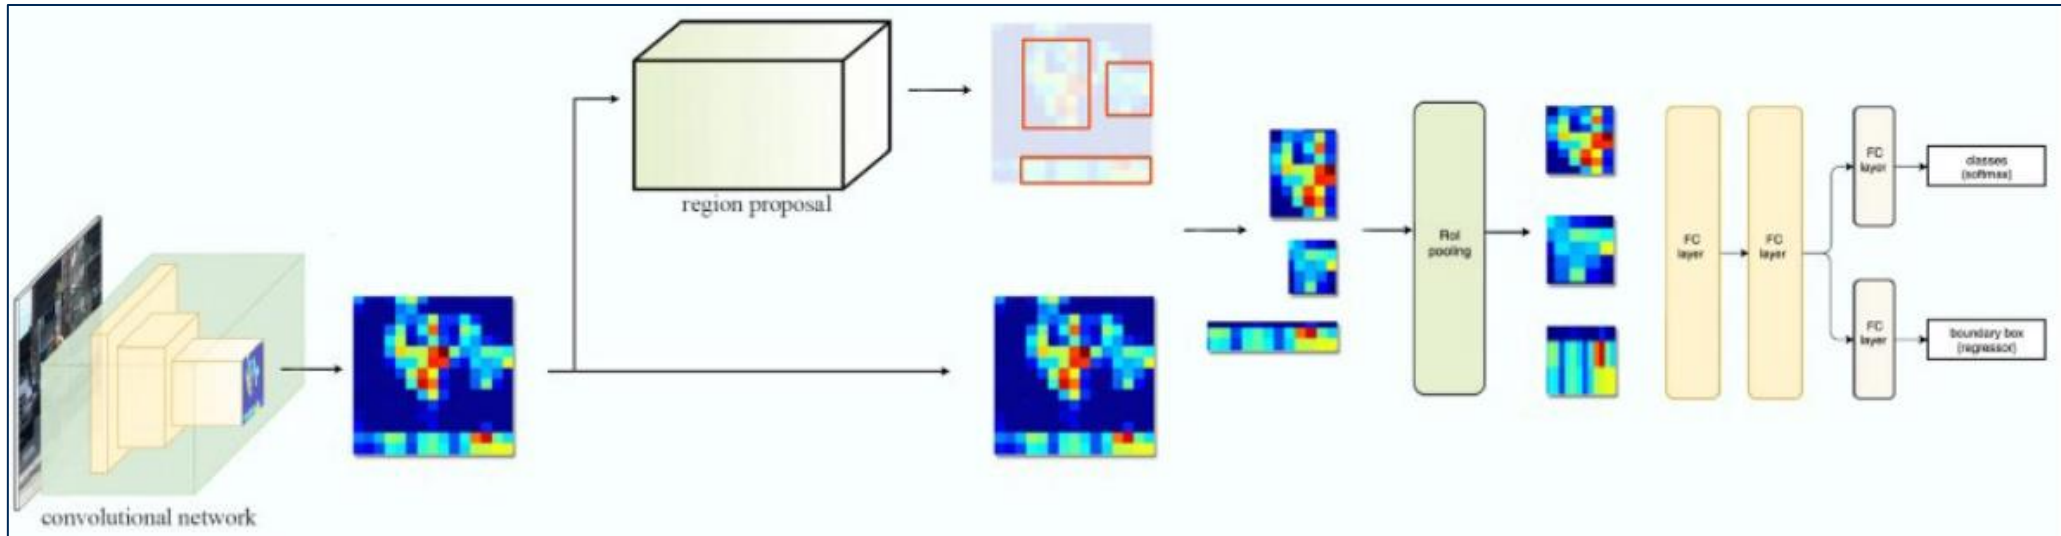 convolutional network
region proposal
RoI
pooling
FC
layer
FC
layer
FC
layer
classes
(softmax)
FC
layer
boundary box
(regressor)